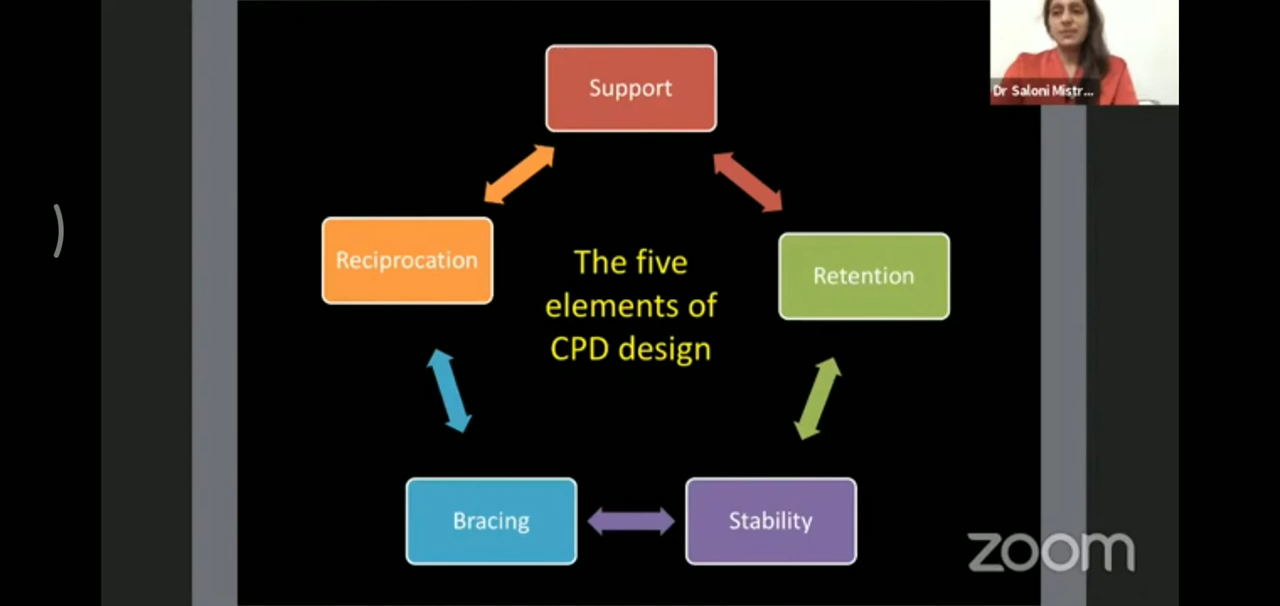 Support
Dr Saloni Mistr...
Reciprocation
Retention
The five
elements of
CPD design
Bracing
Stability
zoom